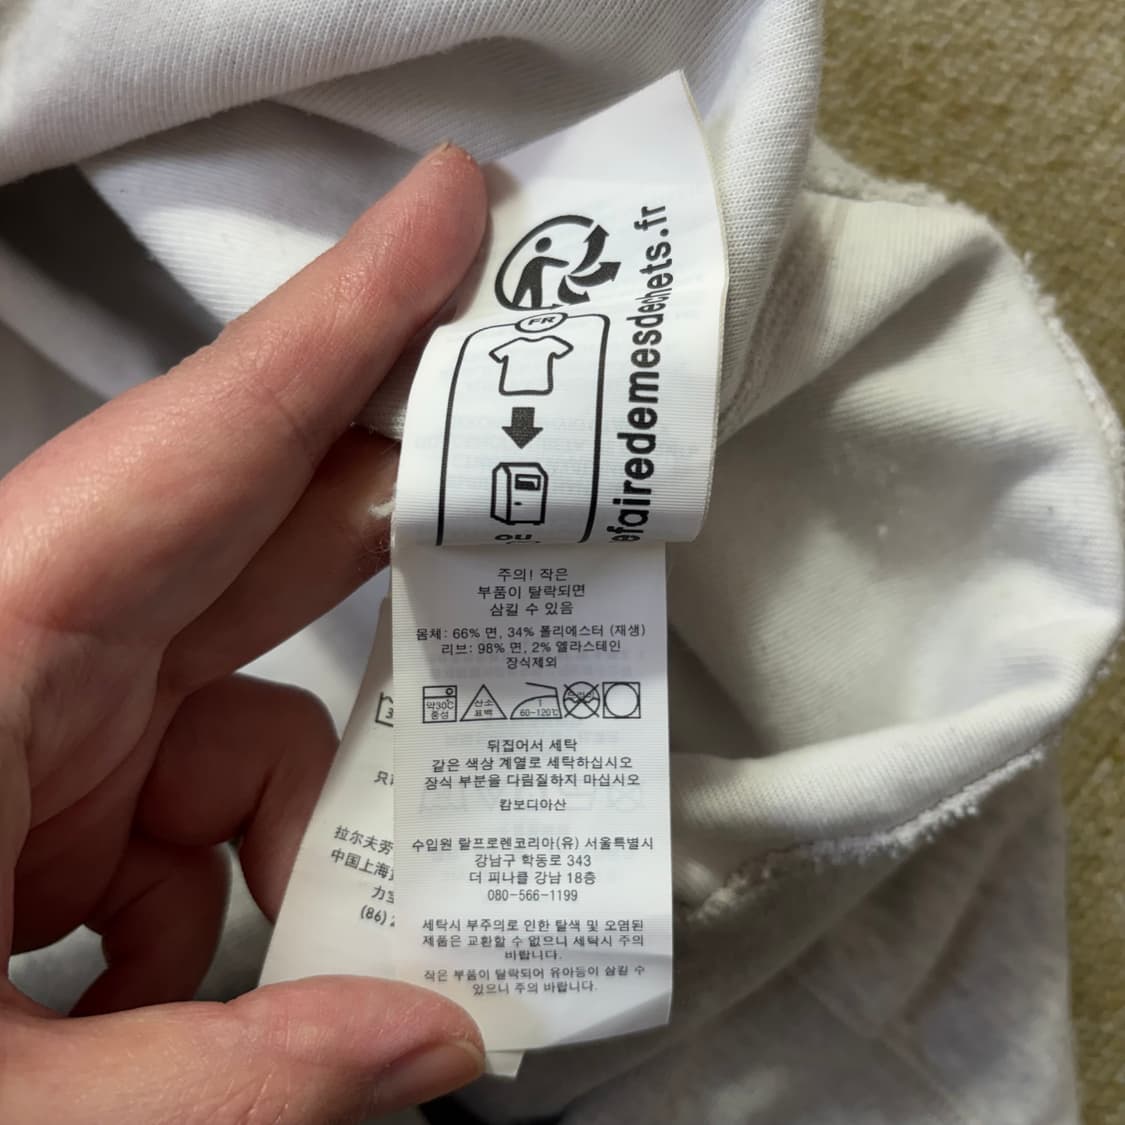 FR
OU
efairedemesdechets.fr
주의! 작은
부품이 탈락되면
삼킬 수 있음
몸체: 66% 면, 34% 폴리에스터 (재생)
리브: 98% 면, 2% 엘라스테인
장식제외
약30℃
중성
산소
표백
60~120℃
뒤집어서 세탁
같은 색상 계열로 세탁하십시오
장식 부분을 다림질하지 마십시오
캄보디아산
수입원 랄프로렌코리아(유) 서울특별시
강남구 학동로 343
더 피나클 강남 18층
080-566-1199
세탁시 부주의로 인한 탈색 및 오염된
제품은 교환할 수 없으니 세탁시 주의
바랍니다.
작은 부품이 탈락되어 유아등이 삼킬 수
있으니 주의 바랍니다.
只
拉尔夫劳
中国上海
力宝
(86) 2